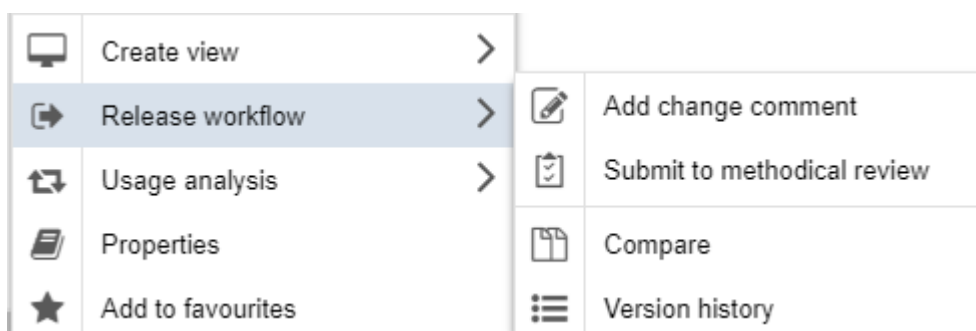 Create view
Release workflow
Usage analysis
Properties
Add to favourites
Add change comment
Submit to methodical review
Compare
Version history